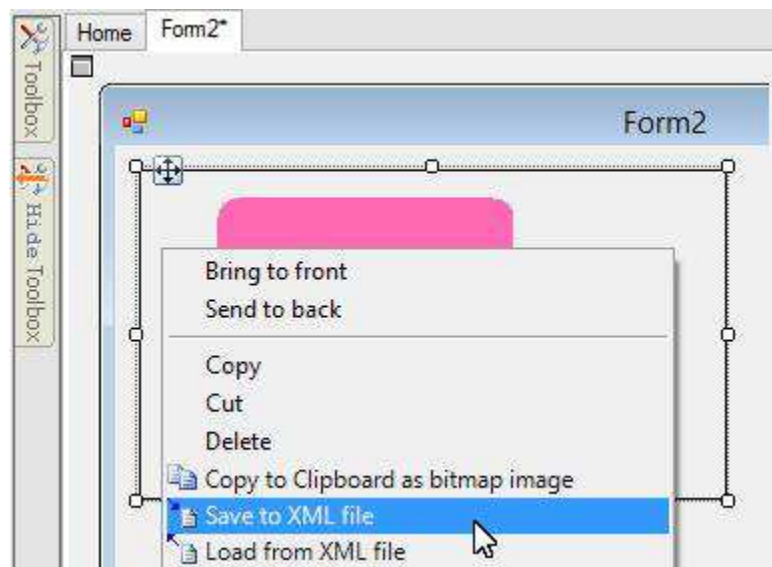 Home Form2*
Toolbox
Hide Toolbox
Form2
Bring to front
Send to back
Copy
Cut
Delete
Copy to Clipboard as bitmap image
Save to XML file
Load from XML file